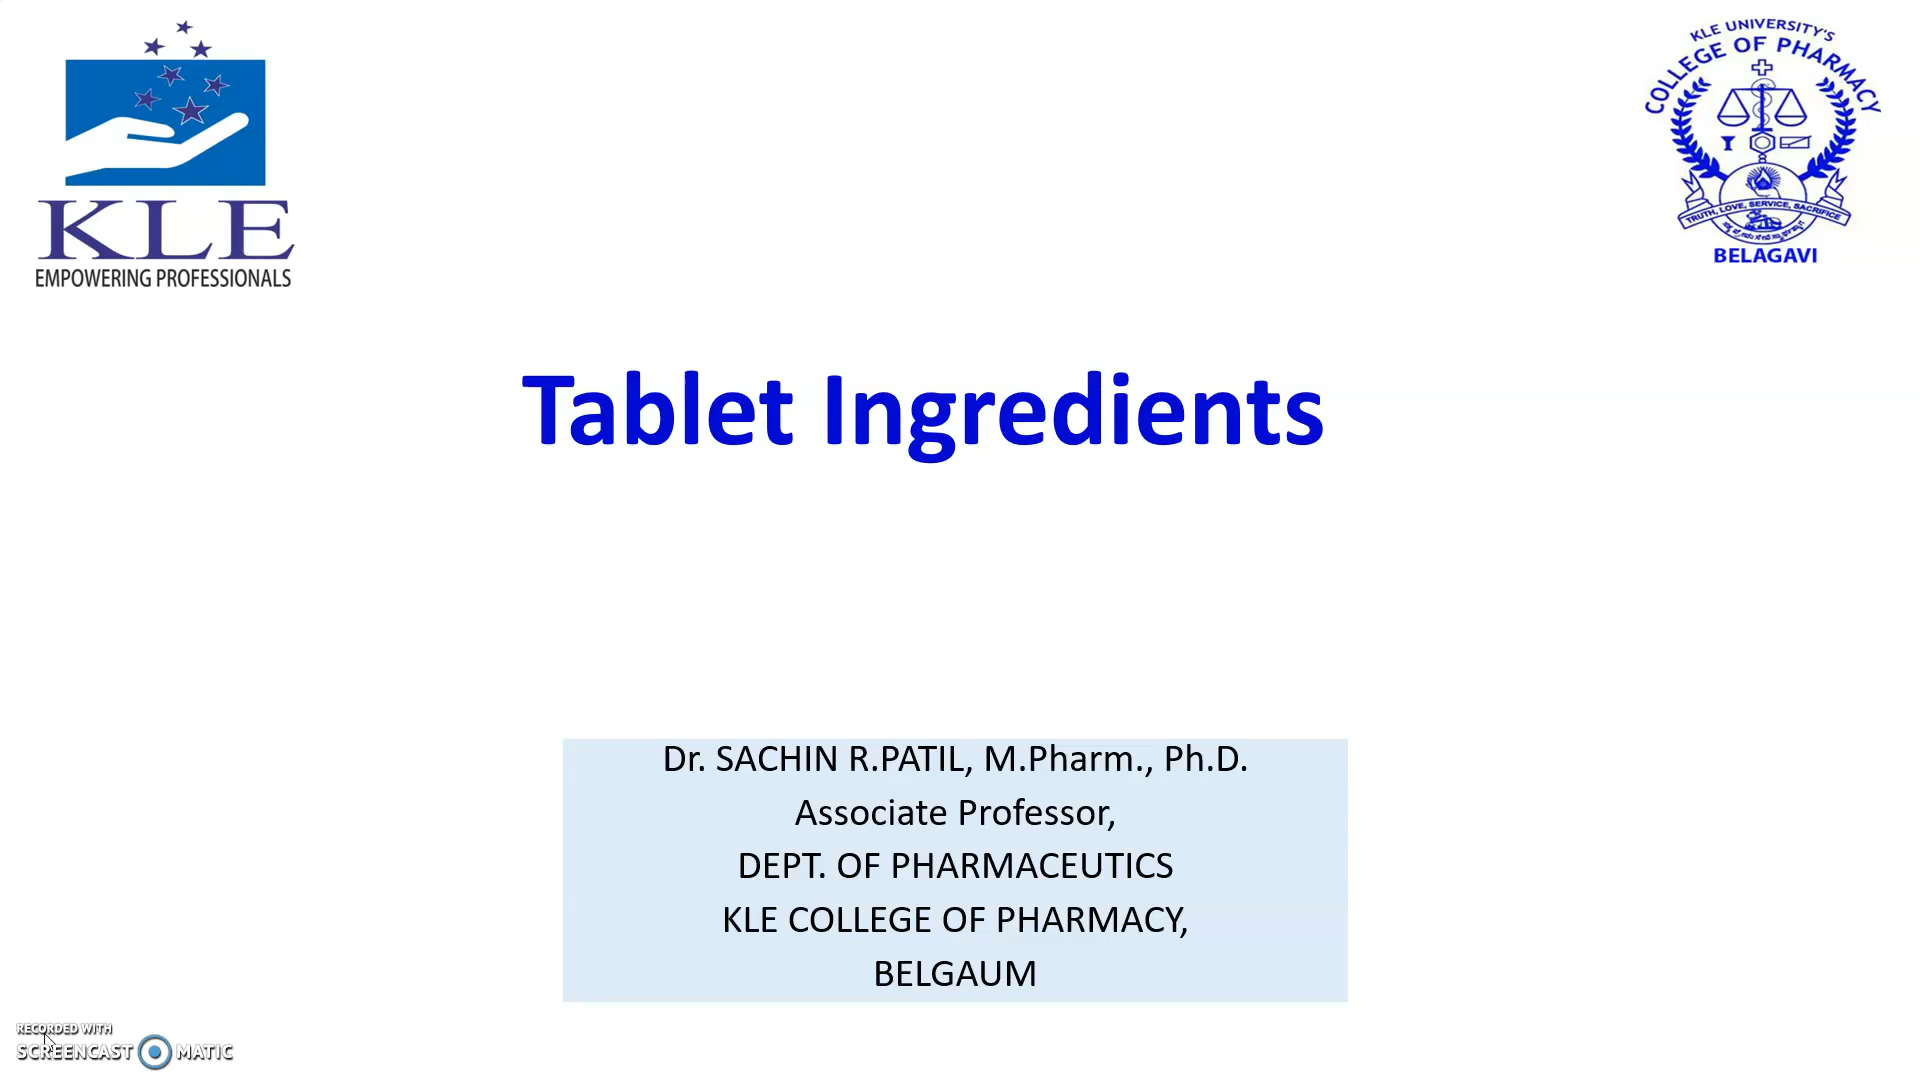 KLE
EMPOWERING PROFESSIONALS
KLE UNIVERSITY'S
COLLEGE OF PHARMACY
TRUTH, LOVE, SERVICE, SACRIFICE
BELAGAVI
Tablet Ingredients
Dr. SACHIN R.PATIL, M.Pharm., Ph.D.
Associate Professor,
DEPT. OF PHARMACEUTICS
KLE COLLEGE OF PHARMACY,
BELGAUM
RECORDED WITH
SCREENCAST MATIC